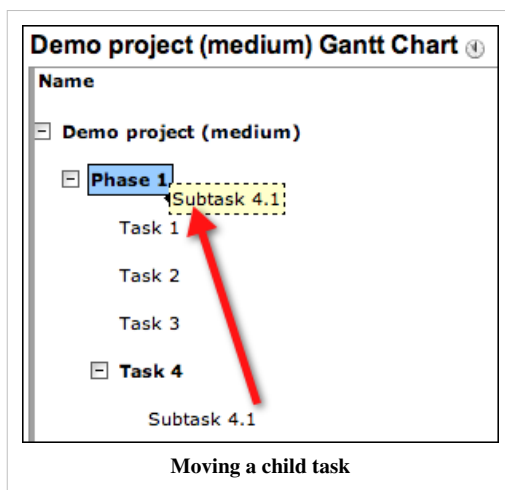 Demo project (medium) Gantt Chart
Name
Demo project (medium)
Phase 1
Subtask 4.1
Task 1
Task 2
Task 3
Task 4
Subtask 4.1
Moving a child task